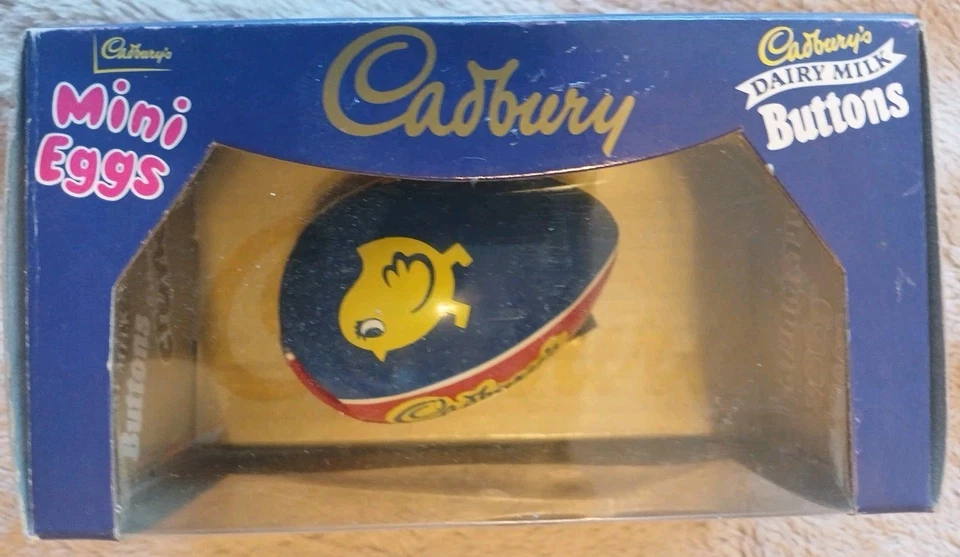 Cadbury's
Mini
Eggs
Cadbury
Cadbury's
DAIRY MILK
Buttons
Cadbury's
Buttons